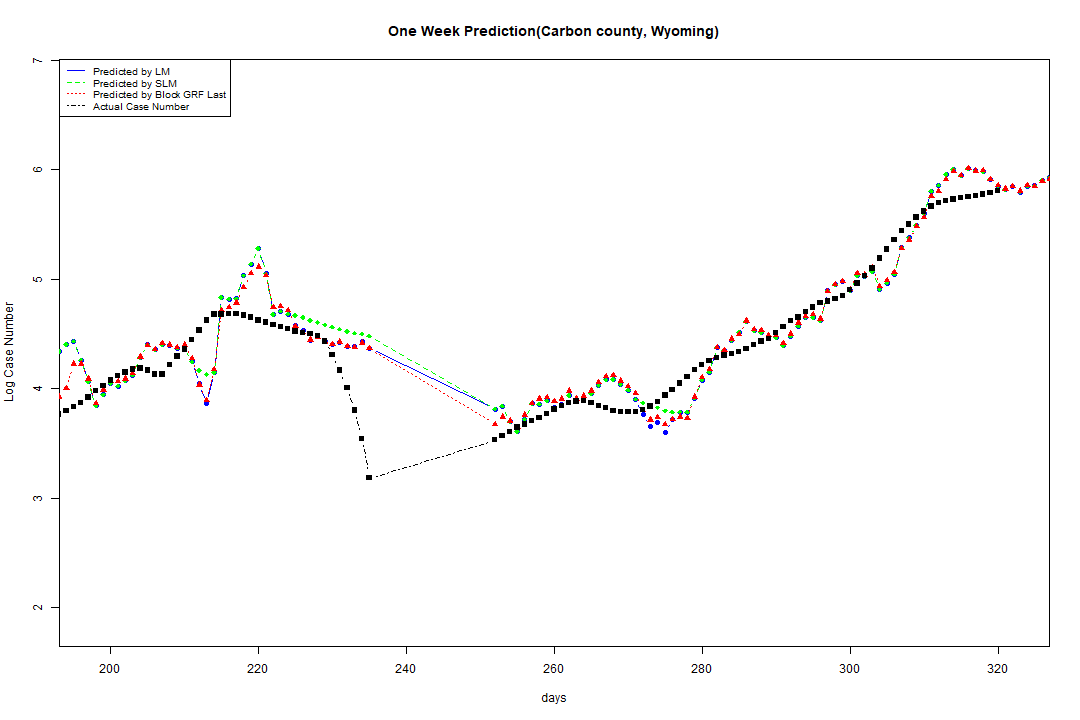 One Week Prediction(Carbon county, Wyoming)
Predicted by LM
Predicted by SLM
Predicted by Block GRF Last
Actual Case Number
Log Case Number
7
6
5
4
3
2
200 220 240 260 280 300 320
days